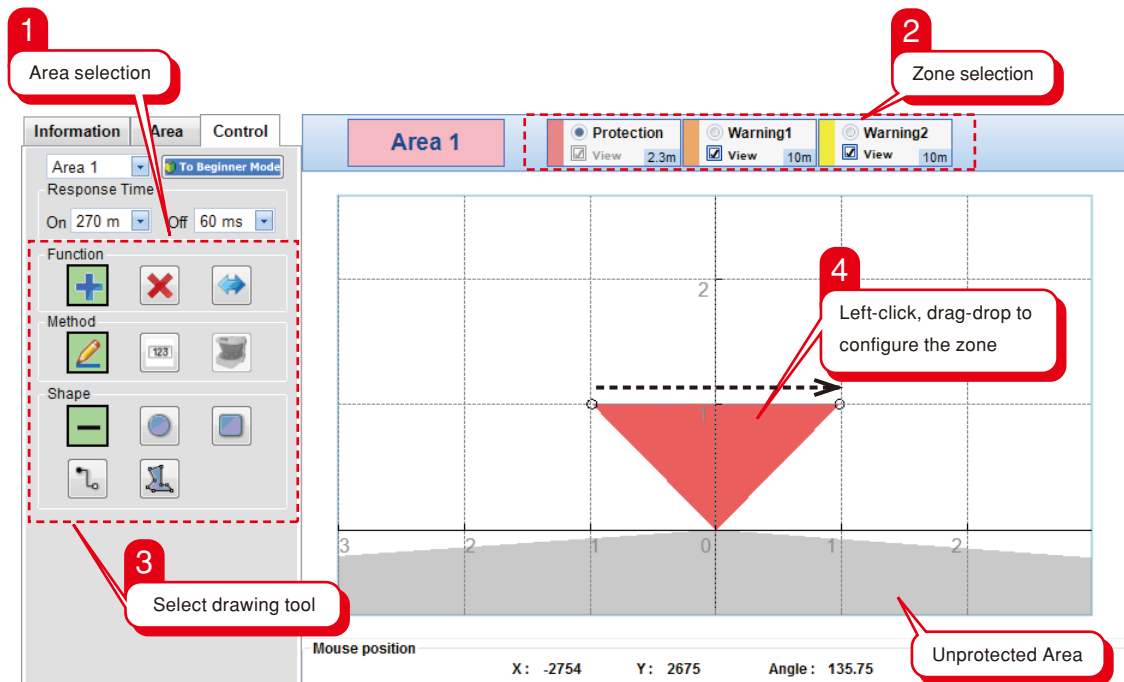 1
Area selection
2
Zone selection
Information Area Control
Area 1 To Beginner Mode
Response Time
On 270 m Off 60 ms
Function
Method
123
Shape
3
Select drawing tool
Area 1
Protection
View 2.3m
Warning1
View 10m
Warning2
View 10m
2
4
Left-click, drag-drop to
configure the zone
1
3 2 1 0 1 2
Unprotected Area
Mouse position
X : -2754 Y : 2675 Angle : 135.75